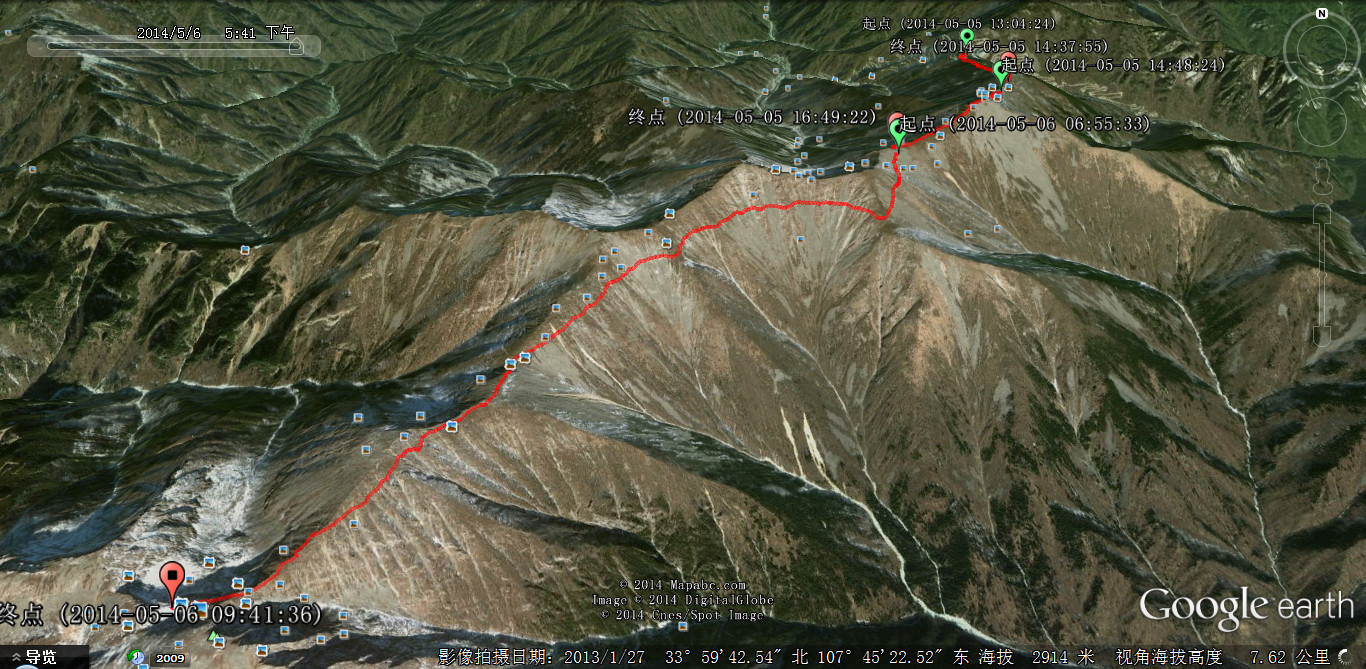 2014/5/6 5:41 下午
起点 (2014-05-05 13:04:24)
N
终点 (2014-05-05 14:37:55)
起点 (2014-05-05 14:48:24)
终点 (2014-05-05 16:49:22)
起点 (2014-05-06 06:55:33)
终点 (2014-05-06 09:41:36)
© 2014 Mapabc.com
Image © 2014 DigitalGlobe
© 2014 Cnes/Spot Image
Google earth
导览
2009
影像拍摄日期: 2013/1/27 33°59'42.54" 北 107°45'22.52" 东 海拔 2914 米 视角海拔高度 7.62 公里